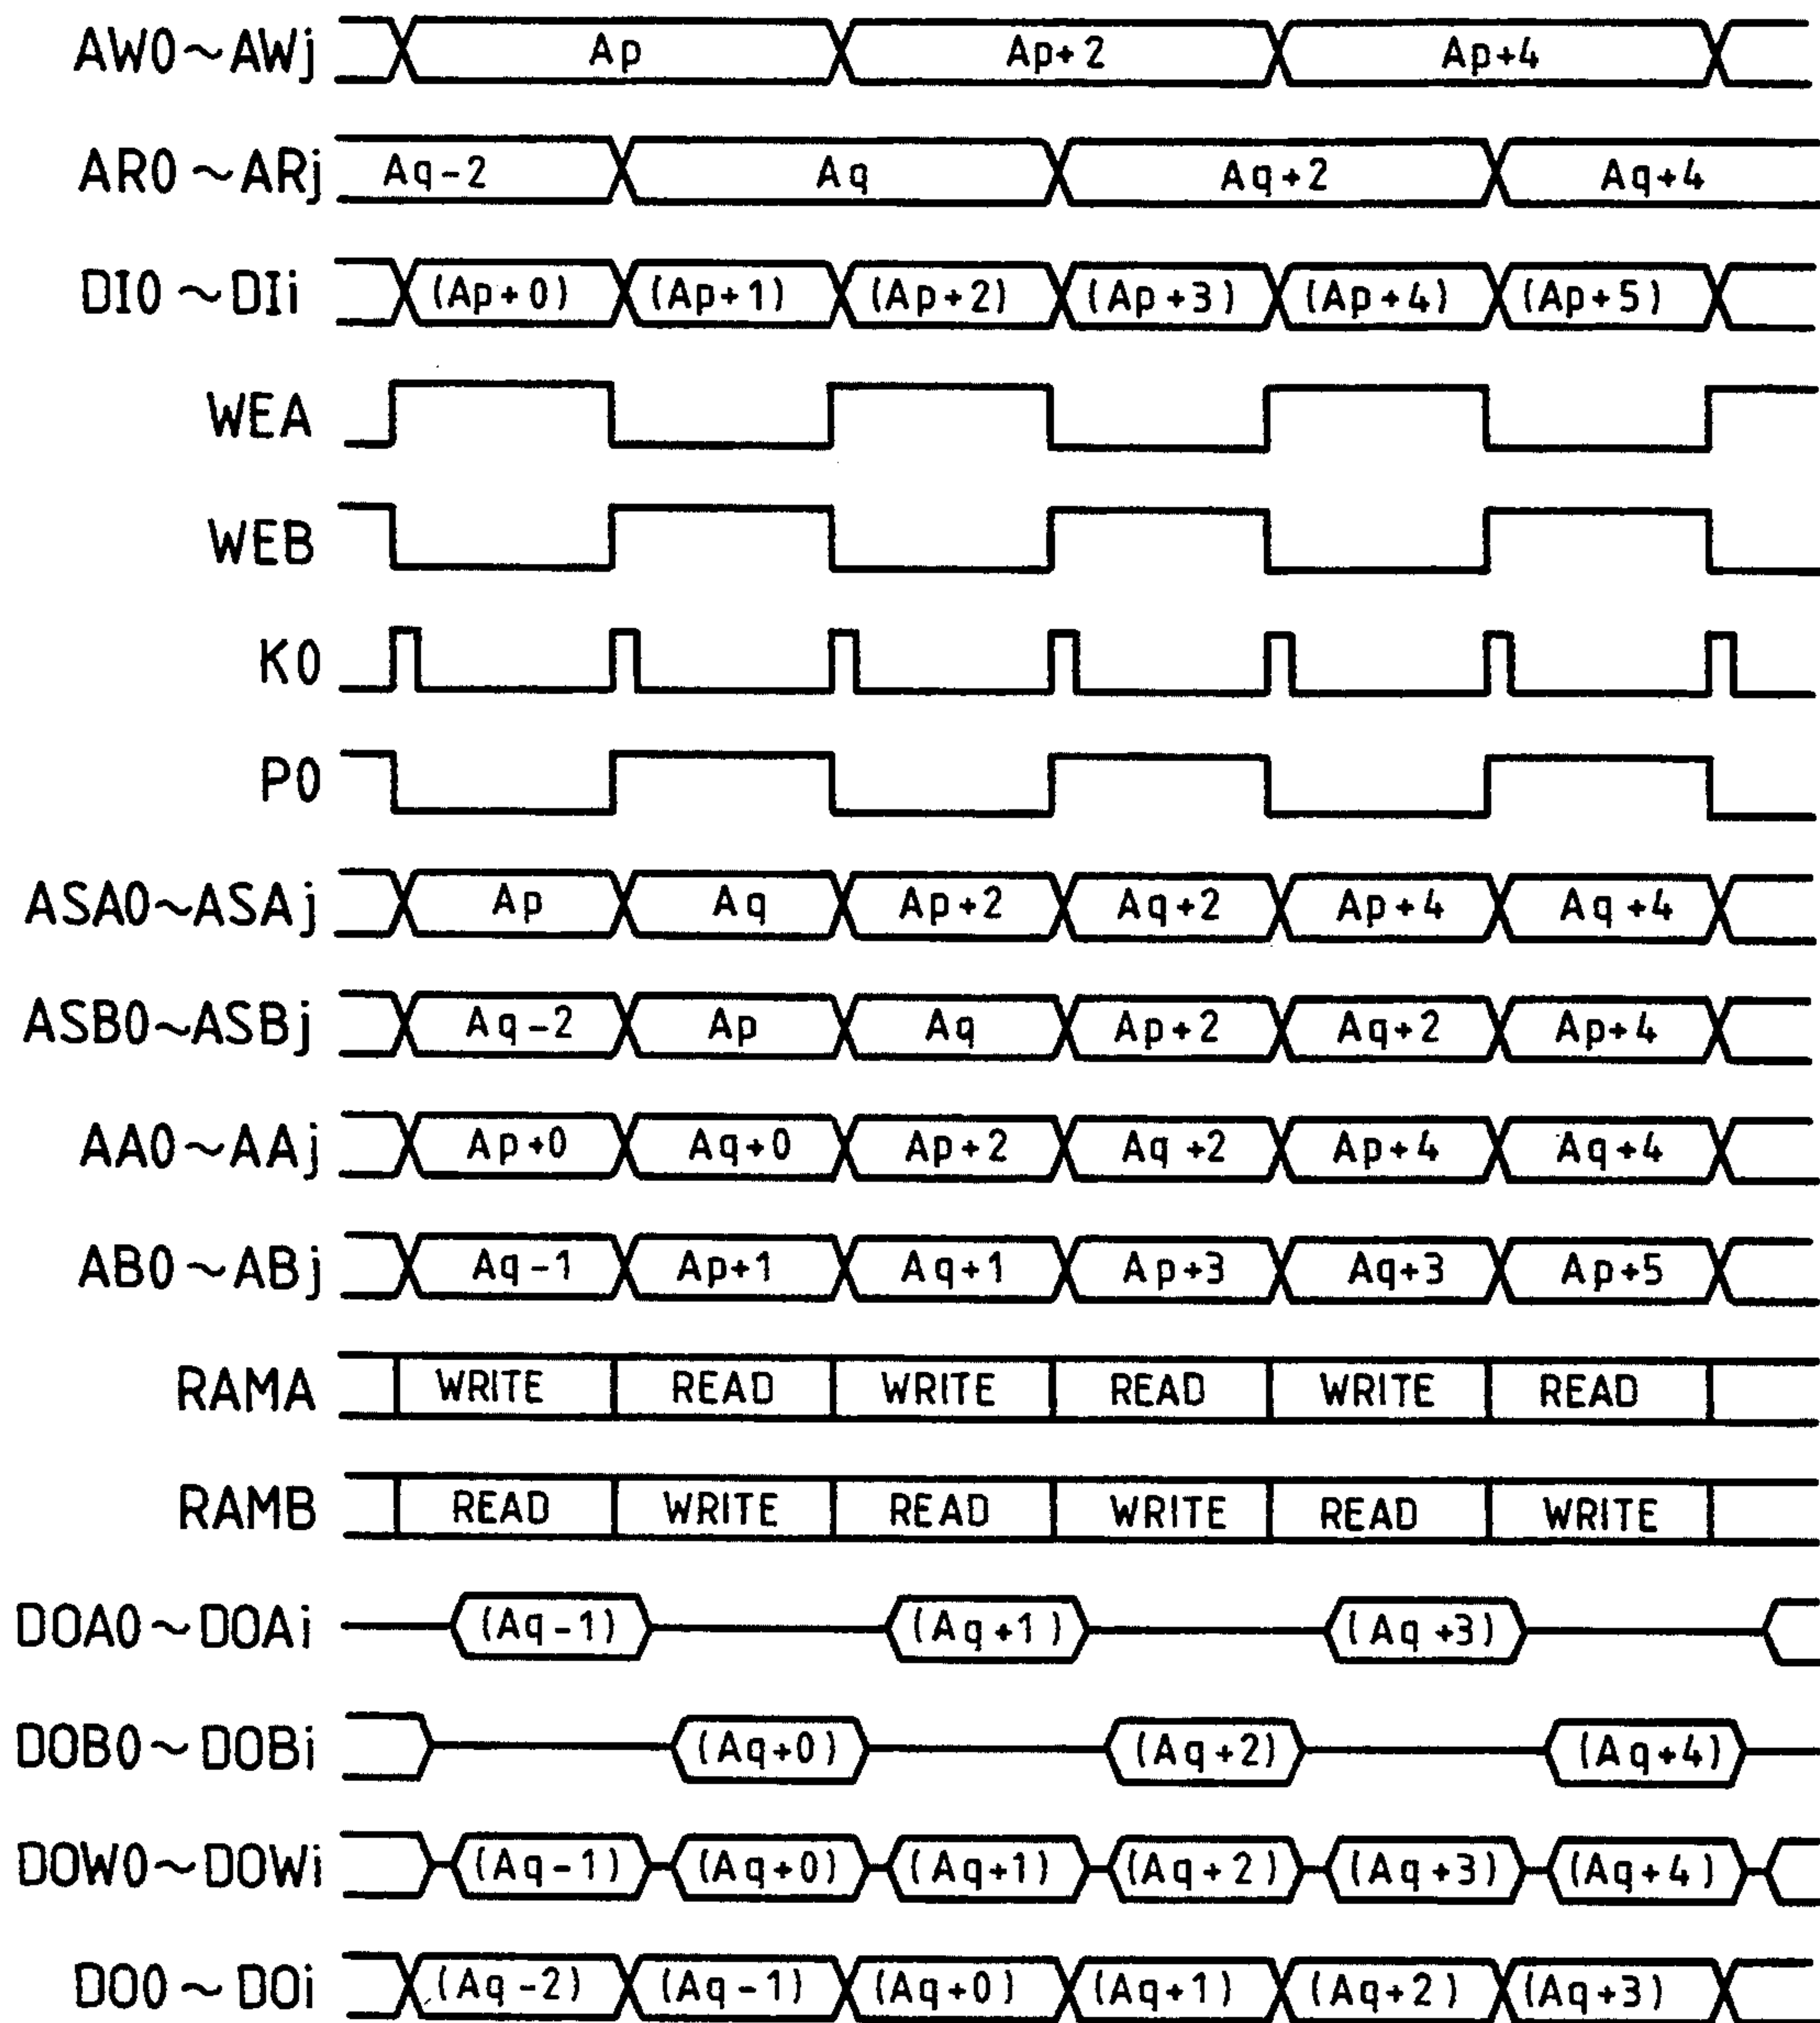 AW0~AWj Ap Ap+2 Ap+4
AR0~ARj Aq-2 Aq Aq+2 Aq+4
DI0~DIi (Ap+0) (Ap+1) (Ap+2) (Ap+3) (Ap+4) (Ap+5)
WEA
WEB
K0
P0
ASA0~ASAj Ap Aq Ap+2 Aq+2 Ap+4 Aq+4
ASB0~ASBj Aq-2 Ap Aq Ap+2 Aq+2 Ap+4
AA0~AAj Ap+0 Aq+0 Ap+2 Aq+2 Ap+4 Aq+4
AB0~ABj Aq-1 Ap+1 Aq+1 Ap+3 Aq+3 Ap+5
RAMA WRITE READ WRITE READ WRITE READ
RAMB READ WRITE READ WRITE READ WRITE
DOA0~DOAi (Aq-1) (Aq+1) (Aq+3)
DOB0~DOBi (Aq+0) (Aq+2) (Aq+4)
DOW0~DOWi (Aq-1) (Aq+0) (Aq+1) (Aq+2) (Aq+3) (Aq+4)
DO0~DOi (Aq-2) (Aq-1) (Aq+0) (Aq+1) (Aq+2) (Aq+3)